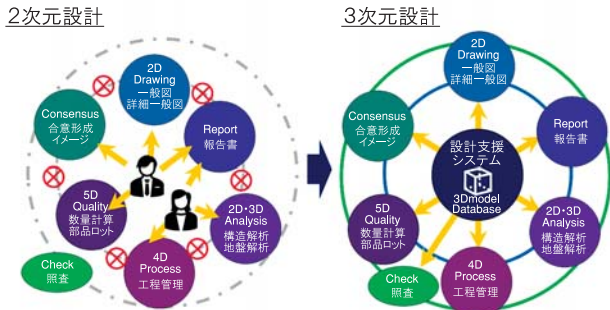 2次元設計
2D
Drawing
一般図
詳細一般図
Consensus
合意形成
イメージ
Report
報告書
5D
Quality
数量計算
部品ロット
2D・3D
Analysis
構造解析
地盤解析
4D
Process
工程管理
Check
照査
3次元設計
2D
Drawing
一般図
詳細一般図
Consensus
合意形成
イメージ
Report
報告書
設計支援
システム
3Dmodel
Database
5D
Quality
数量計算
部品ロット
2D・3D
Analysis
構造解析
地盤解析
4D
Process
工程管理
Check
照査